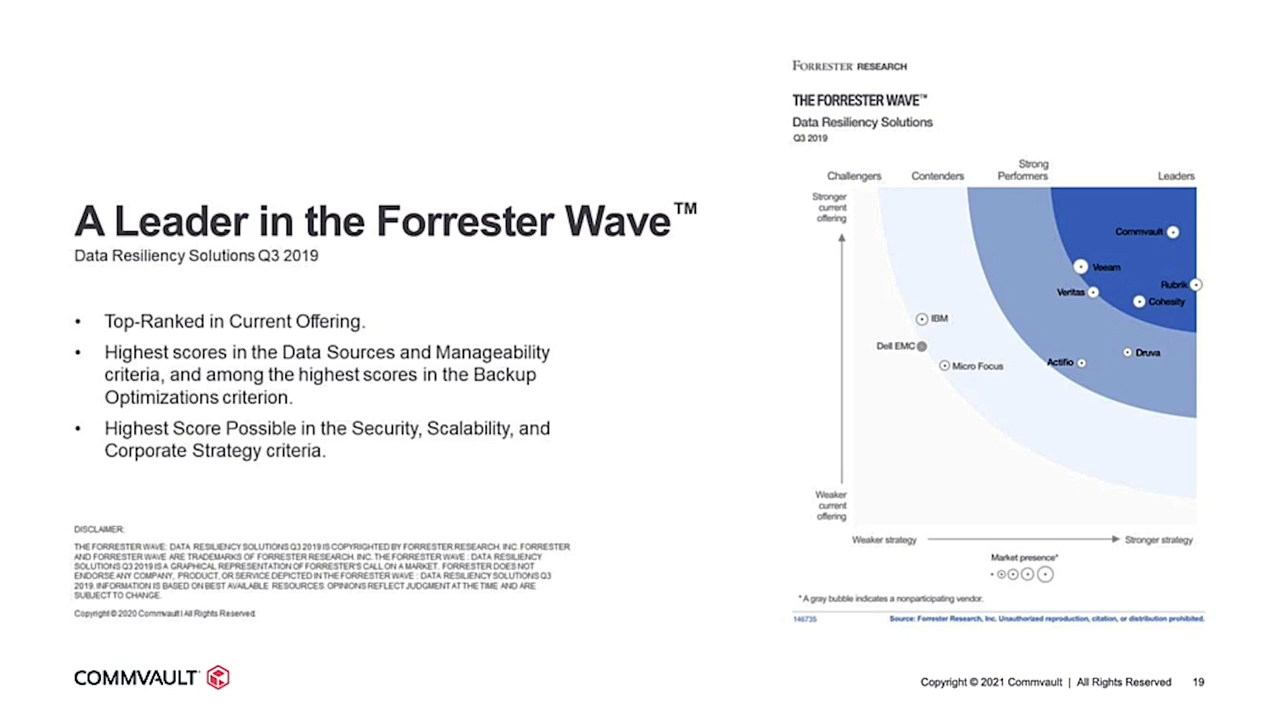 A Leader in the Forrester Wave™
Data Resiliency Solutions Q3 2019
• Top-Ranked in Current Offering.
• Highest scores in the Data Sources and Manageability
criteria, and among the highest scores in the Backup
Optimizations criterion.
• Highest Score Possible in the Security, Scalability, and
Corporate Strategy criteria.
DISCLAIMER:
THE FORRESTER WAVE: DATA RESILIENCY SOLUTIONS Q3 2019 IS COPYRIGHTED BY FORRESTER RESEARCH, INC. FORRESTER
AND FORRESTER WAVE ARE TRADEMARKS OF FORRESTER RESEARCH, INC. THE FORRESTER WAVE : DATA RESILIENCY
SOLUTIONS Q3 2019 IS A GRAPHICAL REPRESENTATION OF FORRESTER'S CALL ON A MARKET. FORRESTER DOES NOT
ENDORSE ANY COMPANY, PRODUCT, OR SERVICE DEPICTED IN THE FORRESTER WAVE : DATA RESILIENCY SOLUTIONS Q3
2019. INFORMATION IS BASED ON BEST AVAILABLE RESOURCES. OPINIONS REFLECT JUDGMENT AT THE TIME AND ARE
SUBJECT TO CHANGE.
Copyright © 2020 Commvault | All Rights Reserved.
FORRESTER RESEARCH
THE FORRESTER WAVE™
Data Resiliency Solutions
Q3 2019
Strong
Challengers Contenders Performers Leaders
Stronger
current
offering
Commvault
Veeam
Rubrik
Veritas
Cohesity
IBM
Dell EMC
Druva
Actifio
Micro Focus
Weaker
current
offering
Weaker strategy Stronger strategy
Market presence*
* A gray bubble indicates a nonparticipating vendor.
146735 Source: Forrester Research, Inc. Unauthorized reproduction, citation, or distribution prohibited.
COMMVAULT
Copyright © 2021 Commvault | All Rights Reserved 19